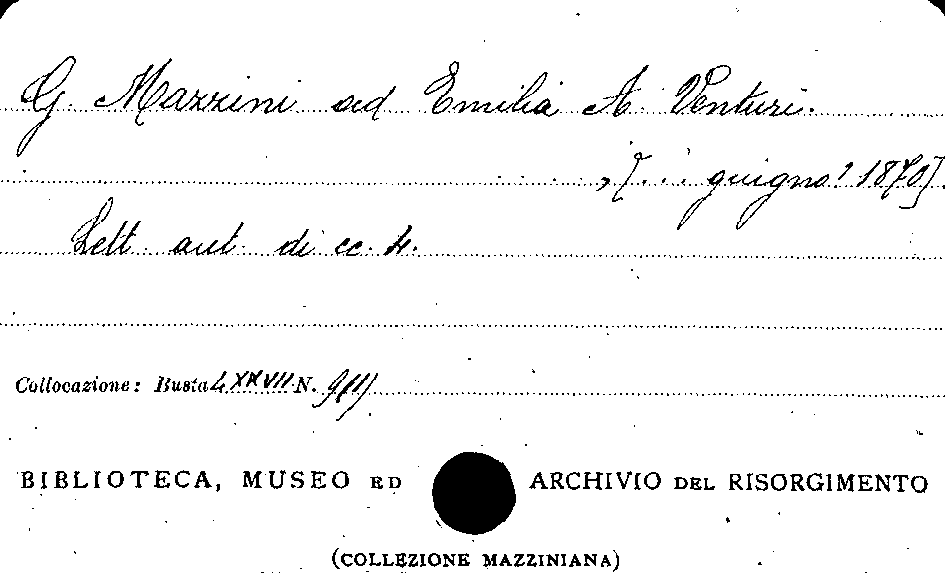 G. Mazzini ad Emilia A. Venturi.
, [... giugno? 1870].
Lett. aut. di cc. 4.
Collocazione: Busta LXXVII N. 9(1)
BIBLIOTECA, MUSEO ED ARCHIVIO DEL RISORGIMENTO
(COLLEZIONE MAZZINIANA)